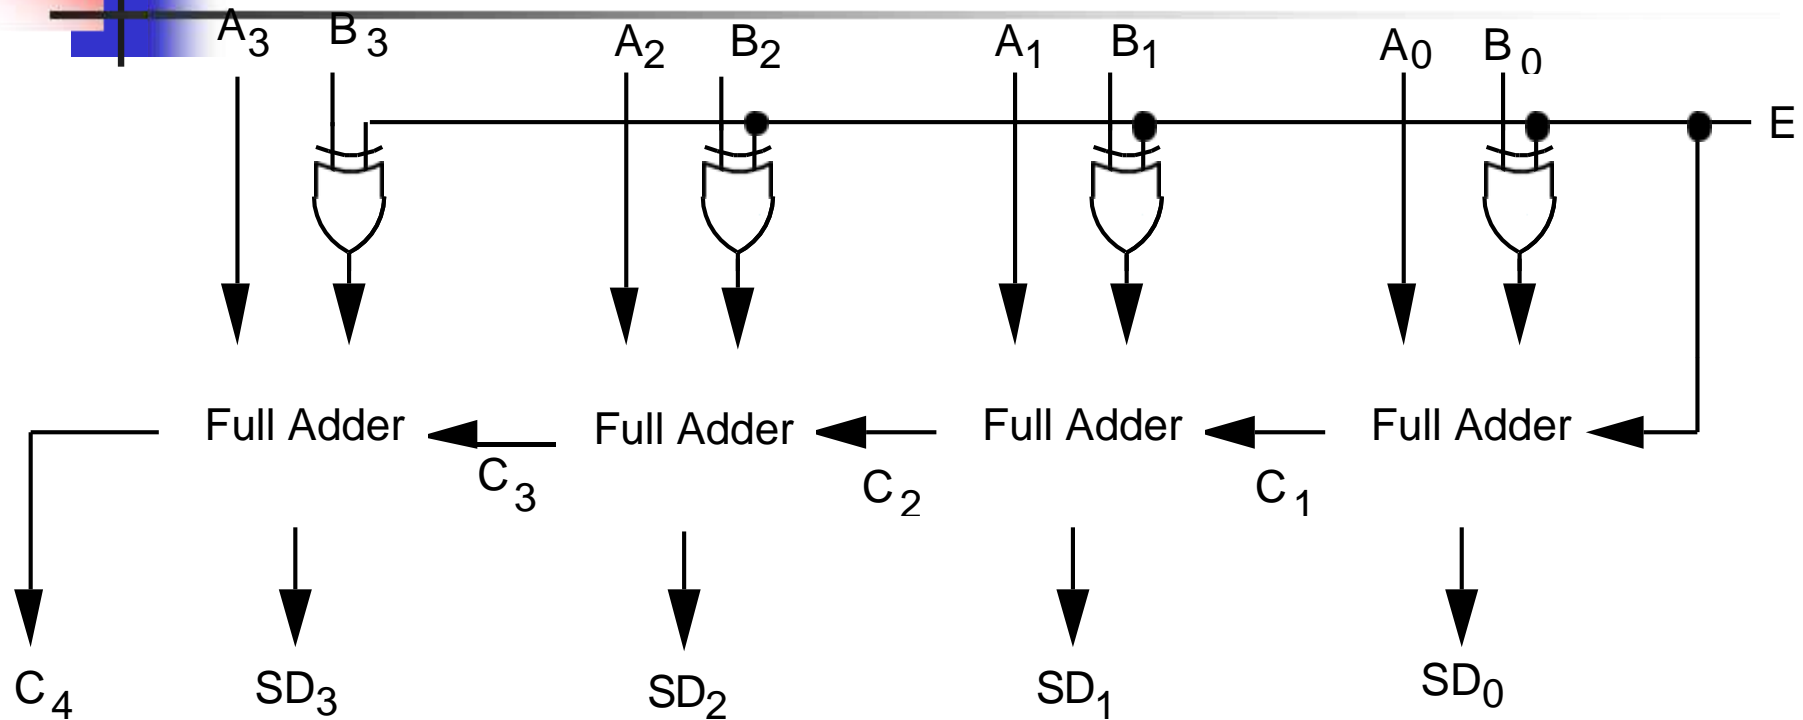 A3 B3 A2 B2 A1 B1 A0 B0
E
Full Adder Full Adder Full Adder Full Adder
C3 C2 C1
C4 SD3 SD2 SD1 SD0